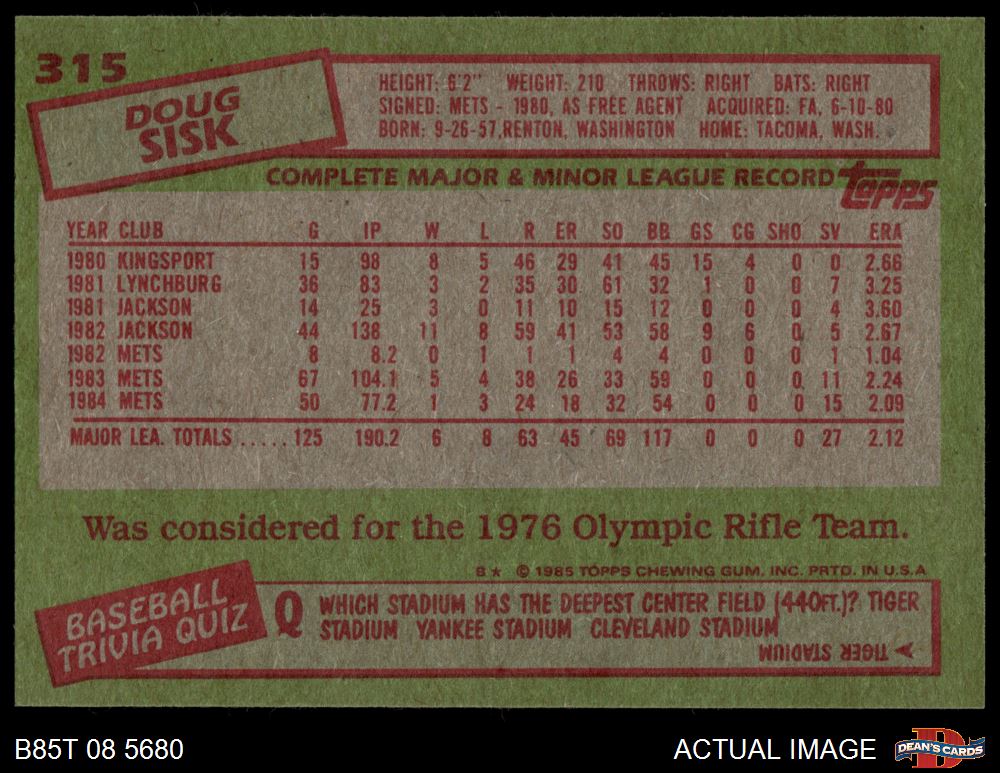 315
DOUG
SISK
HEIGHT: 6'2" WEIGHT: 210 THROWS: RIGHT BATS: RIGHT
SIGNED: METS - 1980, AS FREE AGENT ACQUIRED: FA, 6-10-80
BORN: 9-26-57, RENTON, WASHINGTON HOME: TACOMA, WASH.
COMPLETE MAJOR & MINOR LEAGUE RECORD topps
YEAR CLUB G IP W L R ER SO BB GS CG SHO SV ERA
1980 KINGSPORT 15 98 8 5 46 29 41 45 15 4 0 0 2.66
1981 LYNCHBURG 36 83 3 2 35 30 61 32 1 0 0 7 3.25
1981 JACKSON 14 25 3 0 11 10 15 12 0 0 0 4 3.60
1982 JACKSON 44 138 11 8 59 41 53 58 9 6 0 5 2.67
1982 METS 8 8.2 0 1 1 1 4 4 0 0 0 1 1.04
1983 METS 67 104.1 5 4 38 26 33 59 0 0 0 11 2.24
1984 METS 50 77.2 1 3 24 18 32 54 0 0 0 15 2.09
MAJOR LEA. TOTALS ..... 125 190.2 6 8 63 45 69 117 0 0 0 27 2.12
Was considered for the 1976 Olympic Rifle Team.
B★ © 1985 TOPPS CHEWING GUM, INC. PRTD. IN U.S.A
BASEBALL
TRIVIA QUIZ
Q WHICH STADIUM HAS THE DEEPEST CENTER FIELD (440FT.)? TIGER
STADIUM YANKEE STADIUM CLEVELAND STADIUM
TIGER STADIUM
B85T 08 5680
ACTUAL IMAGE
DEAN'S CARDS